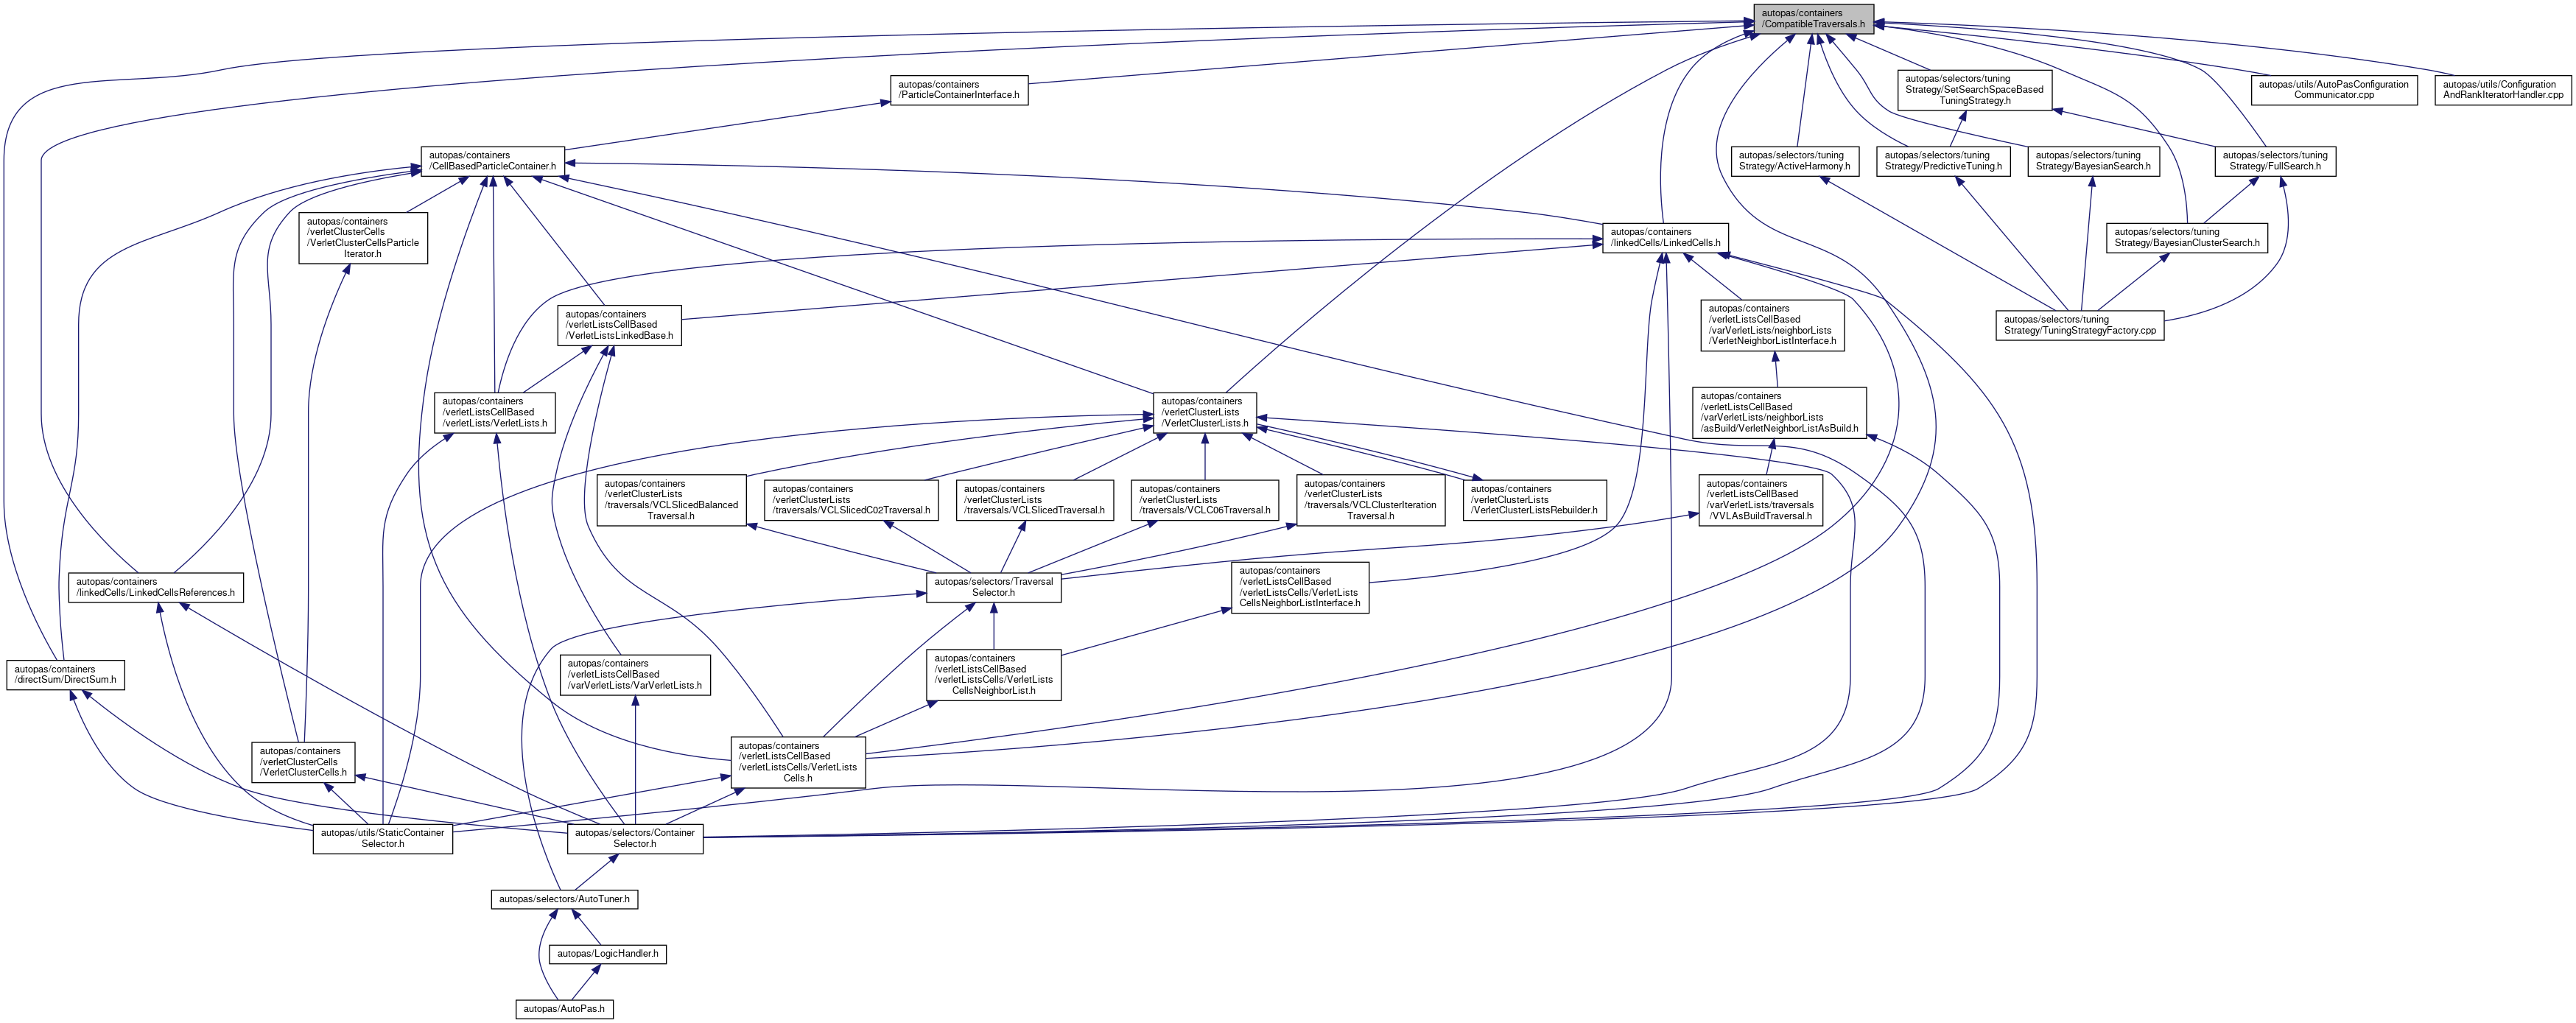 autopas/containers
/CompatibleTraversals.h
autopas/containers
/ParticleContainerInterface.h
autopas/selectors/tuning
Strategy/SetSearchSpaceBased
TuningStrategy.h
autopas/utils/AutoPasConfiguration
Communicator.cpp
autopas/utils/Configuration
AndRankIteratorHandler.cpp
autopas/containers
/CellBasedParticleContainer.h
autopas/selectors/tuning
Strategy/ActiveHarmony.h
autopas/selectors/tuning
Strategy/PredictiveTuning.h
autopas/selectors/tuning
Strategy/BayesianSearch.h
autopas/selectors/tuning
Strategy/FullSearch.h
autopas/containers
/verletClusterCells
/VerletClusterCellsParticle
Iterator.h
autopas/containers
/linkedCells/LinkedCells.h
autopas/selectors/tuning
Strategy/BayesianClusterSearch.h
autopas/containers
/verletListsCellBased
/VerletListsLinkedBase.h
autopas/containers
/verletListsCellBased
/varVerletLists/neighborLists
/VerletNeighborListInterface.h
autopas/selectors/tuning
Strategy/TuningStrategyFactory.cpp
autopas/containers
/verletListsCellBased
/verletLists/VerletLists.h
autopas/containers
/verletClusterLists
/VerletClusterLists.h
autopas/containers
/verletListsCellBased
/varVerletLists/neighborLists
/asBuild/VerletNeighborListAsBuild.h
autopas/containers
/verletClusterLists
/traversals/VCLSlicedBalanced
Traversal.h
autopas/containers
/verletClusterLists
/traversals/VCLSlicedC02Traversal.h
autopas/containers
/verletClusterLists
/traversals/VCLSlicedTraversal.h
autopas/containers
/verletClusterLists
/traversals/VCLC06Traversal.h
autopas/containers
/verletClusterLists
/traversals/VCLClusterIteration
Traversal.h
autopas/containers
/verletClusterLists
/VerletClusterListsRebuilder.h
autopas/containers
/verletListsCellBased
/varVerletLists/traversals
/VVLAsBuildTraversal.h
autopas/containers
/linkedCells/LinkedCellsReferences.h
autopas/selectors/Traversal
Selector.h
autopas/containers
/verletListsCellBased
/verletListsCells/VerletLists
CellsNeighborListInterface.h
autopas/containers
/directSum/DirectSum.h
autopas/containers
/verletListsCellBased
/varVerletLists/VarVerletLists.h
autopas/containers
/verletListsCellBased
/verletListsCells/VerletLists
CellsNeighborList.h
autopas/containers
/verletClusterCells
/VerletClusterCells.h
autopas/containers
/verletListsCellBased
/verletListsCells/VerletLists
Cells.h
autopas/utils/StaticContainer
Selector.h
autopas/selectors/Container
Selector.h
autopas/selectors/AutoTuner.h
autopas/LogicHandler.h
autopas/AutoPas.h